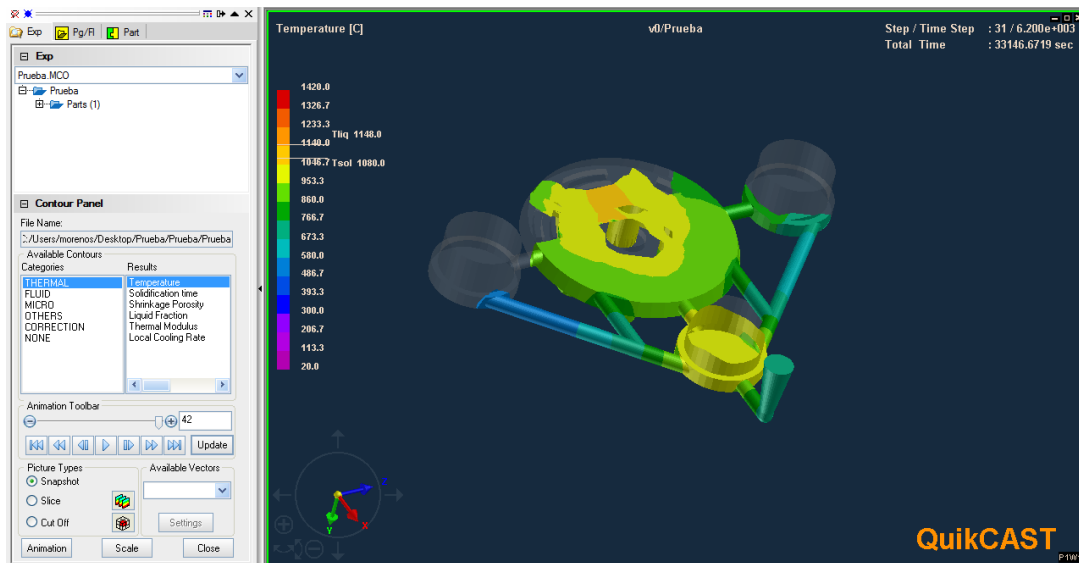 Exp Pg/Fl Part
Exp
Prueba.MCO
Prueba
Parts (1)
Contour Panel
File Name:
:/Users/morenos/Desktop/Prueba/Prueba/Prueba
Available Contours
Categories Results
THERMAL
FLUID
MICRO
OTHERS
CORRECTION
NONE
Temperature
Solidification time
Shrinkage Porosity
Liquid Fraction
Thermal Modulus
Local Cooling Rate
Animation Toolbar
42
Update
Picture Types
Snapshot
Slice
Cut Off
Available Vectors
Settings
Animation Scale Close
Temperature [C]
v0/Prueba
Step / Time Step : 31 / 6.200e+003
Total Time : 33146.6719 sec
1420.0
1326.7
1233.3
Tliq 1148.0
1140.0
1046.7 Tsol 1080.0
953.3
860.0
766.7
673.3
580.0
486.7
393.3
300.0
206.7
113.3
20.0
Z
X
Y
QuikCAST
P1W1